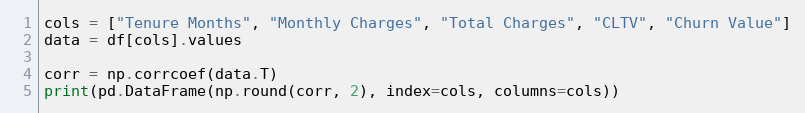 1 cols = ["Tenure Months", "Monthly Charges", "Total Charges", "CLTV", "Churn Value"]
2 data = df[cols].values
3
4 corr = np.corrcoef(data.T)
5 print(pd.DataFrame(np.round(corr, 2), index=cols, columns=cols))